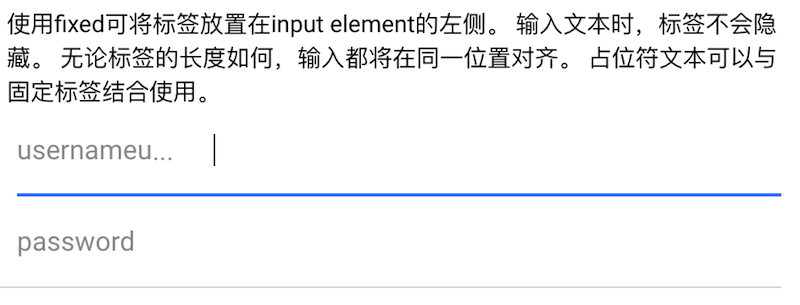 使用fixed可将标签放置在input element的左侧。 输入文本时，标签不会隐
藏。 无论标签的长度如何，输入都将在同一位置对齐。 占位符文本可以与
固定标签结合使用。
usernameu...
password